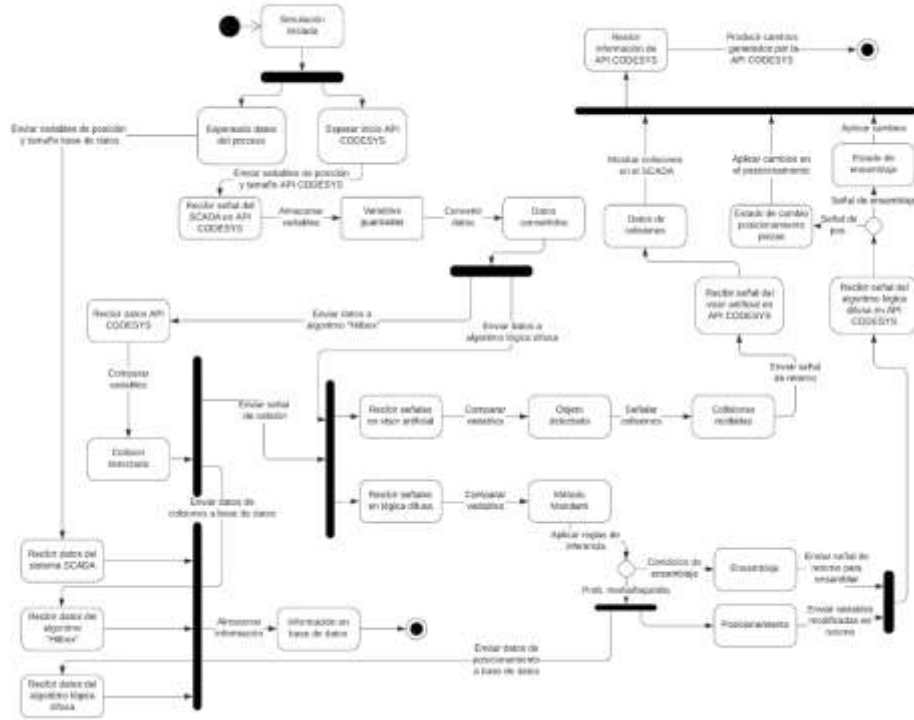 Simulación
Iniciada
Recibir
información de
API CODESYS
Producir cambios
generados por la
API CODESYS
Enviar variables de posición
y tamaño base de datos
Esperando datos
del proceso
Esperar inicio API
CODESYS
Enviar variables de posición
y tamaño API CODESYS
Recibir señal del
SCADA en API
CODESYS
Almacenar
variables
Variables
guardadas
Convertir
datos
Datos
convertidos
Mostrar colisiones
en el SCADA
Aplicar cambios en
el posicionamiento
Aplicar cambios
Estado de
ensamblaje
Señal de ensamblaje
Datos de
colisiones
Estado de cambio
posicionamiento
piezas
Señal de
pos.
Recibir señal del
visor artificial en
API CODESYS
Recibir señal del
algoritmo lógica
difusa en API
CODESYS
Enviar datos a
algoritmo "Hitbox"
Enviar datos a
algoritmo lógica difusa
Recibir datos API
CODESYS
Comparar
variables
Colisión
detectada
Enviar señal
de colisión
Enviar señal
de retorno
Recibir señales
en visor artificial
Comparar
variables
Objeto
detectado
Señalar
colisiones
Colisiones
recibidas
Enviar datos de
colisiones a base de datos
Recibir señales
en lógica difusa
Comparar
variables
Método
Mamdani
Aplicar reglas de
inferencia
Recibir datos del
sistema SCADA
Condición de
ensamblaje
Ensamblaje
Enviar señal de
retorno para
ensamblar
Recibir datos del
algoritmo
"Hitbox"
Almacenar
información
Información en
base de datos
Posicionamiento
Enviar variables
modificadas en
retorno
Enviar datos de
posicionamiento
a base de datos
Recibir datos del
algoritmo lógica
difusa